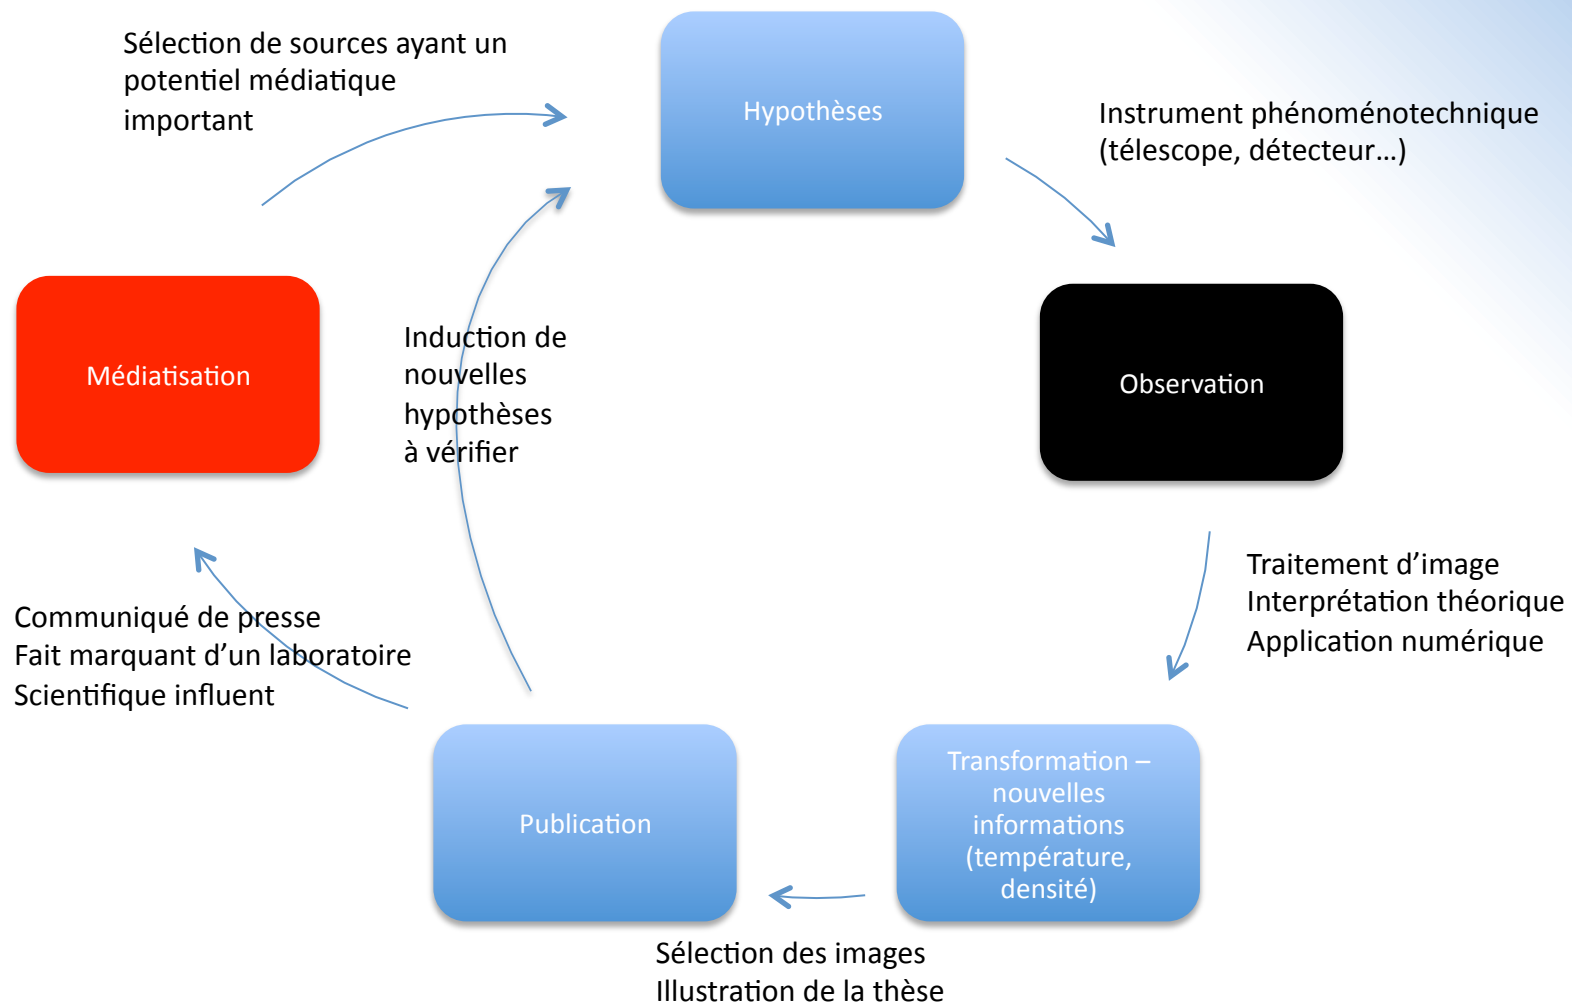 Sélection de sources ayant un
potentiel médiatique
important
Hypothèses
Instrument phénoménotechnique
(télescope, détecteur…)
Médiatisation
Induction de
nouvelles
hypothèses
à vérifier
Observation
Traitement d’image
Interprétation théorique
Application numérique
Communiqué de presse
Fait marquant d’un laboratoire
Scientifique influent
Publication
Transformation –
nouvelles
informations
(température,
densité)
Sélection des images
Illustration de la thèse